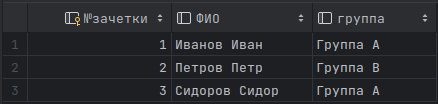 №зачетки ФИО группа
1 1 Иванов Иван Группа А
2 2 Петров Петр Группа В
3 3 Сидоров Сидор Группа А